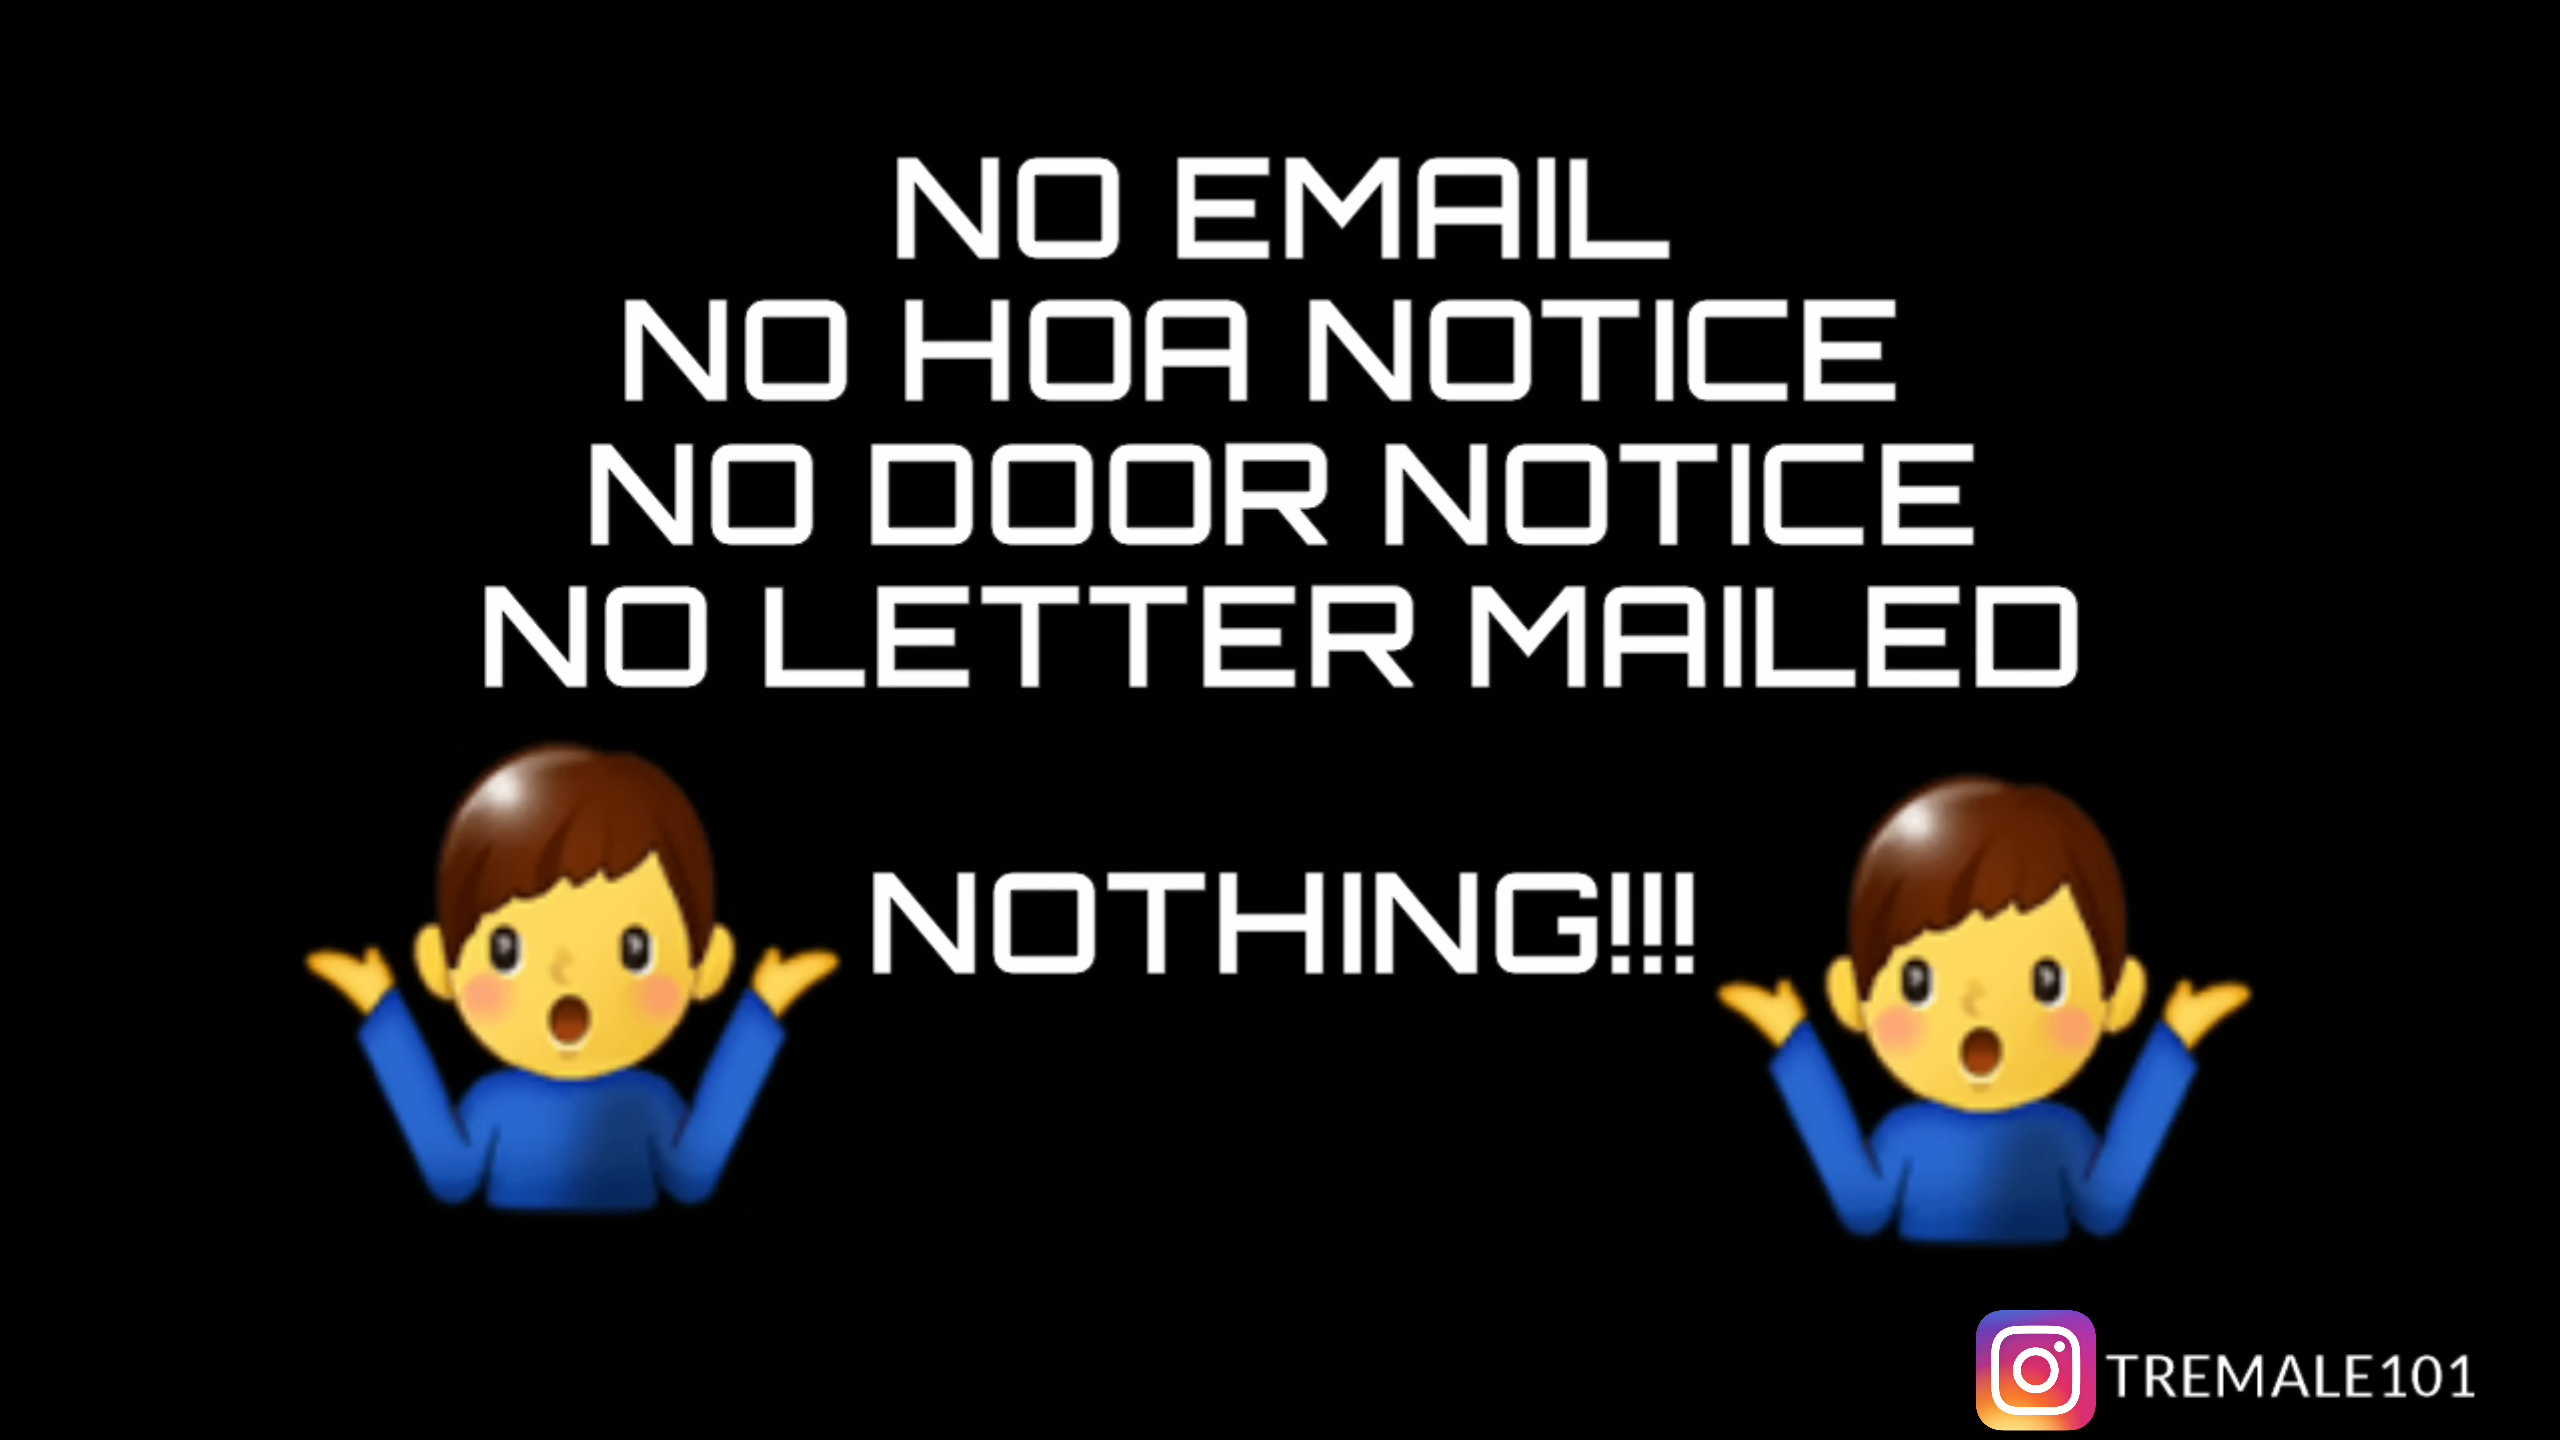 NO EMAIL
NO HOA NOTICE
NO DOOR NOTICE
NO LETTER MAILED
NOTHING!!!
TREMALE101